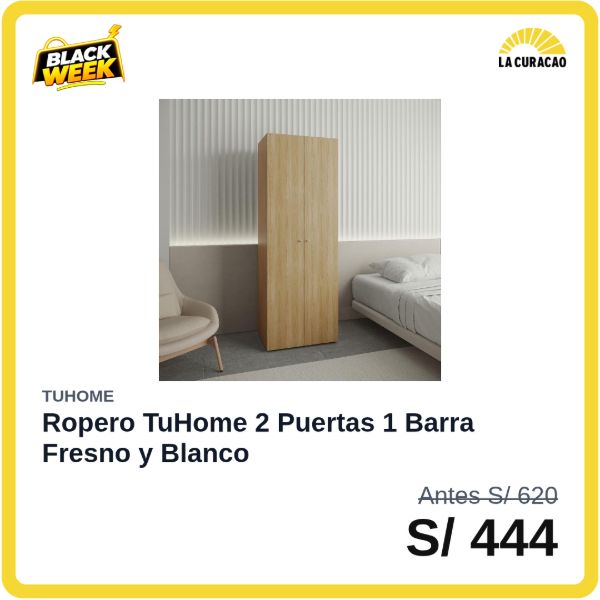 BLACK
WEEK
LA CURACAO
TUHOME
Ropero TuHome 2 Puertas 1 Barra
Fresno y Blanco
Antes S/ 620
S/ 444